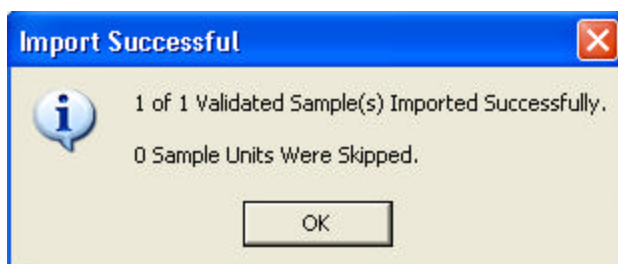 Import Successful
1 of 1 Validated Sample(s) Imported Successfully.
0 Sample Units Were Skipped.
OK